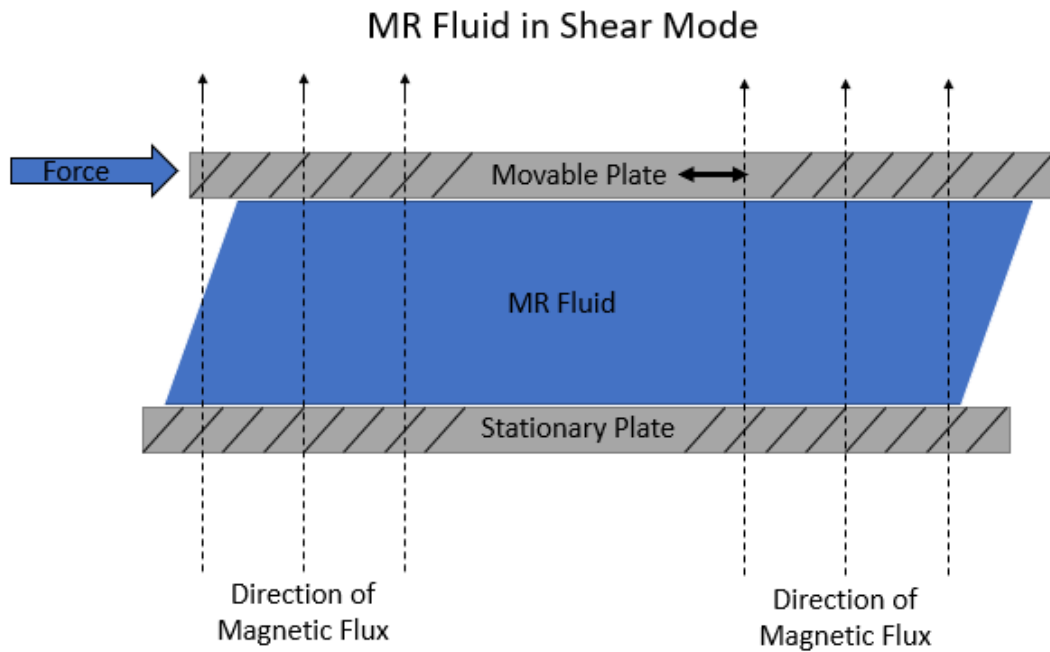 MR Fluid in Shear Mode
Force
Movable Plate
MR Fluid
Stationary Plate
Direction of
Magnetic Flux
Direction of
Magnetic Flux